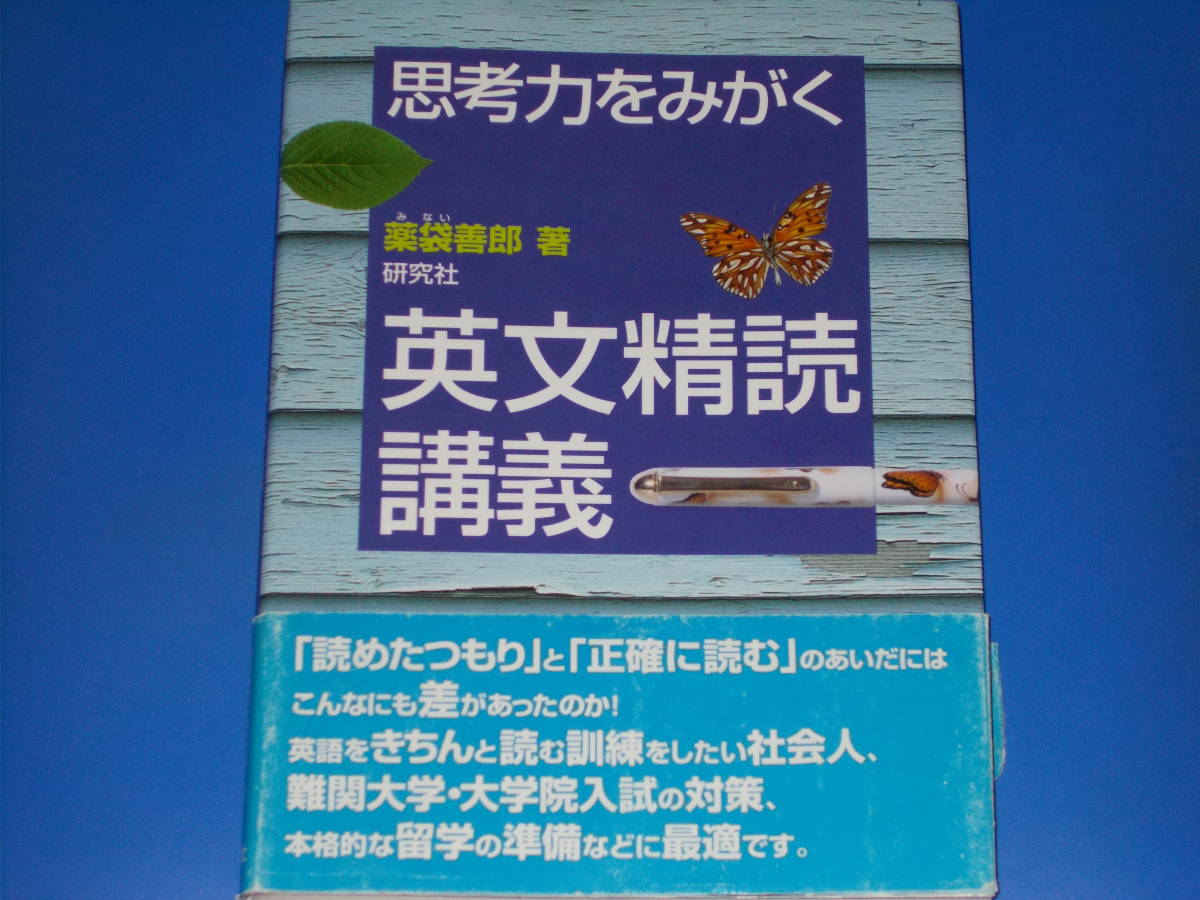 思考力をみがく
みない
薬袋善郎 著
研究社
英文精読
講義
「読めたつもり」と「正確に読む」のあいだには
こんなにも差があったのか!
英語をきちんと読む訓練をしたい社会人、
難関大学・大学院入試の対策、
本格的な留学の準備などに最適です。